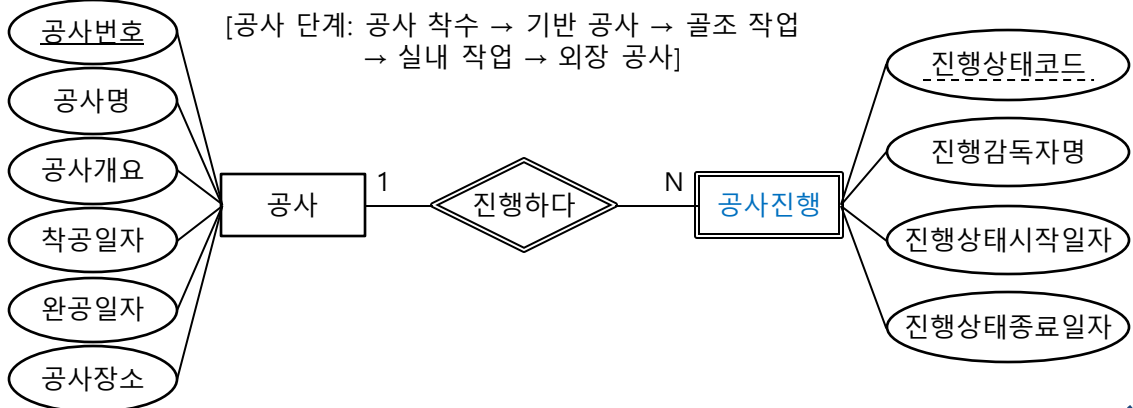 [공사 단계: 공사 착수 → 기반 공사 → 골조 작업
→ 실내 작업 → 외장 공사]
공사번호
공사명
공사개요
착공일자
완공일자
공사장소
공사
1
진행하다
N
공사진행
진행상태코드
진행감독자명
진행상태시작일자
진행상태종료일자